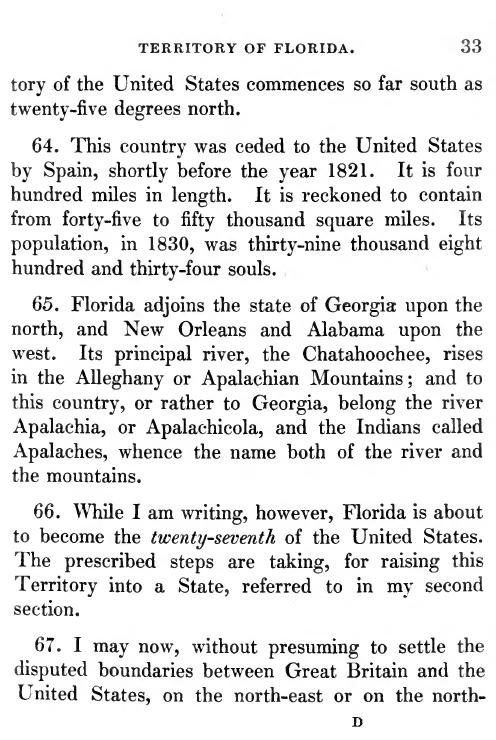 TERRITORY OF FLORIDA. 33
tory of the United States commences so far south as
twenty-five degrees north.
64. This country was ceded to the United States
by Spain, shortly before the year 1821. It is four
hundred miles in length. It is reckoned to contain
from forty-five to fifty thousand square miles. Its
population, in 1830, was thirty-nine thousand eight
hundred and thirty-four souls.
65. Florida adjoins the state of Georgia upon the
north, and New Orleans and Alabama upon the
west. Its principal river, the Chatahoochee, rises
in the Alleghany or Apalachian Mountains; and to
this country, or rather to Georgia, belong the river
Apalachia, or Apalachicola, and the Indians called
Apalaches, whence the name both of the river and
the mountains.
66. While I am writing, however, Florida is about
to become the twenty-seventh of the United States.
The prescribed steps are taking, for raising this
Territory into a State, referred to in my second
section.
67. I may now, without presuming to settle the
disputed boundaries between Great Britain and the
United States, on the north-east or on the north-
D